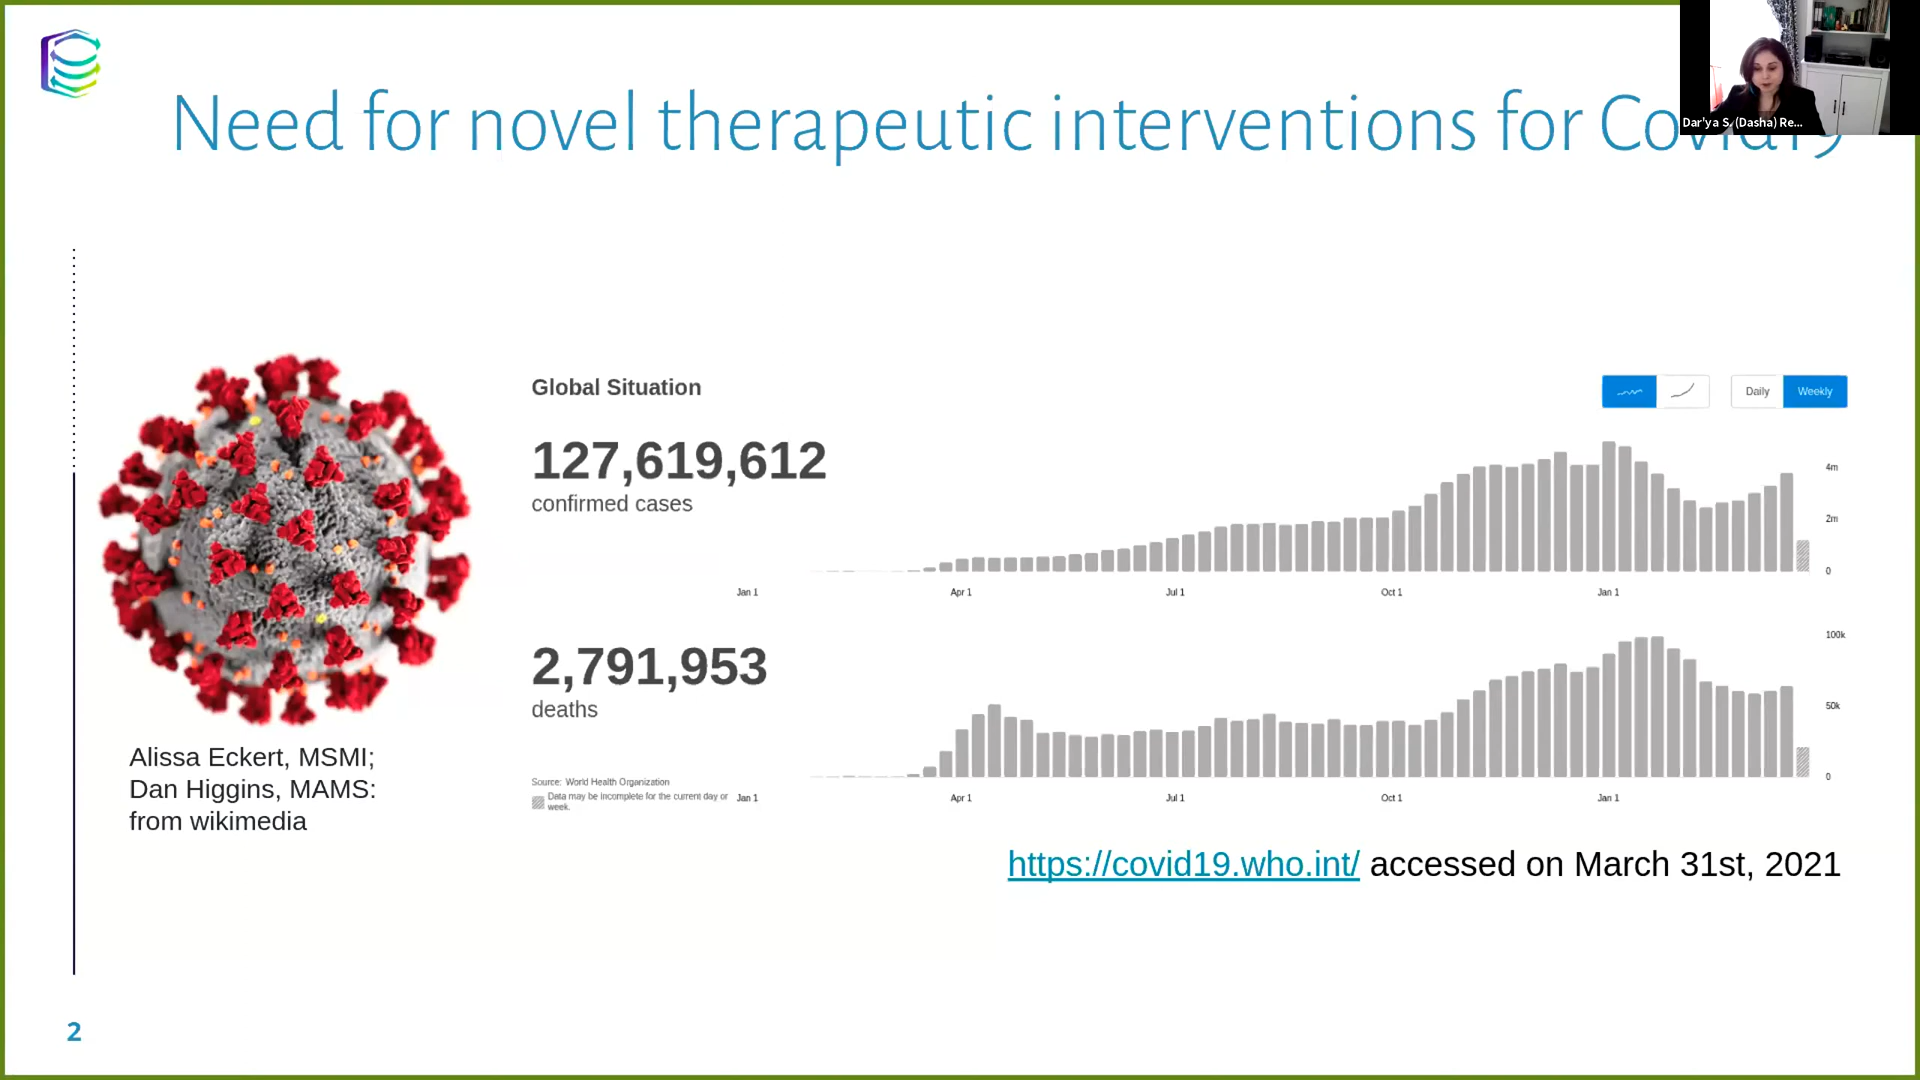 Need for novel therapeutic interventions for Covid19
Dar'ya S. (Dasha) Re...
Global Situation
Daily
Weekly
127,619,612
confirmed cases
4m
2m
0
Jan 1
Apr 1
Jul 1
Oct 1
Jan 1
2,791,953
deaths
100k
50k
0
Source: World Health Organization
Data may be incomplete for the current day or
week.
Jan 1
Apr 1
Jul 1
Oct 1
Jan 1
Alissa Eckert, MSMI;
Dan Higgins, MAMS:
from wikimedia
https://covid19.who.int/ accessed on March 31st, 2021
2